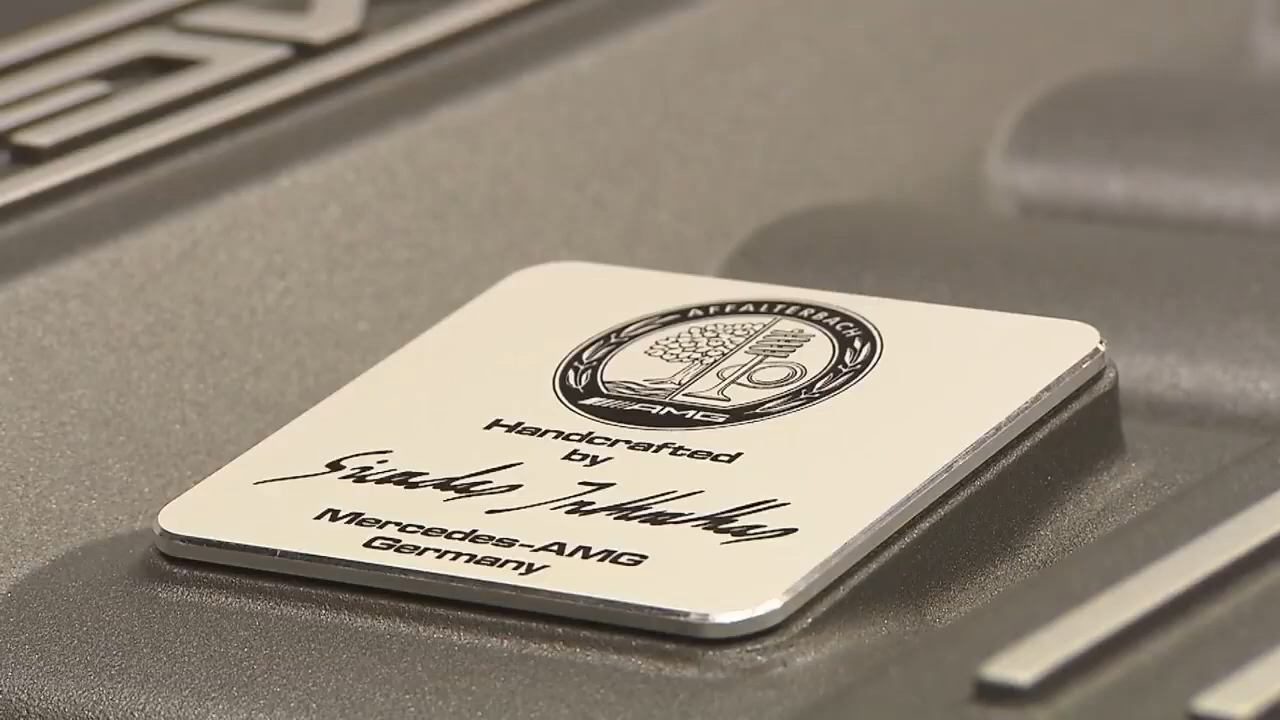 AFFALTERBACH
AMG
Handcrafted
by
Mercedes-AMG
Germany